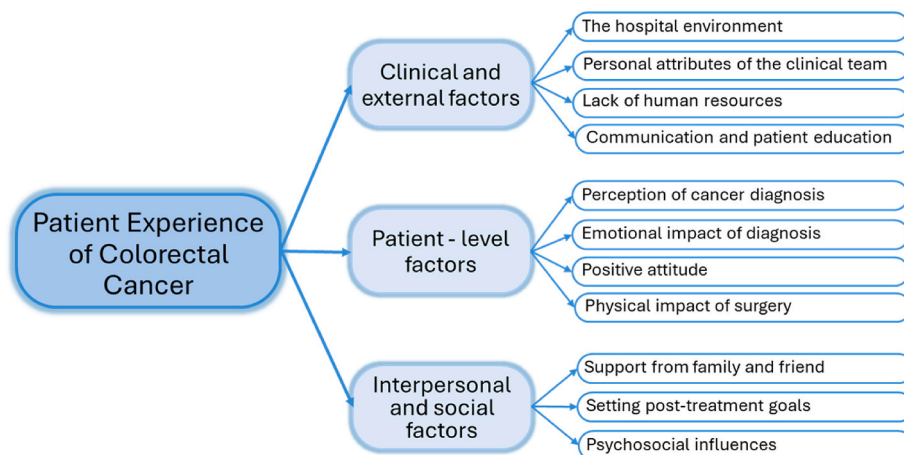 Patient Experience
of Colorectal
Cancer
Clinical and
external factors
The hospital environment
Personal attributes of the clinical team
Lack of human resources
Communication and patient education
Patient - level
factors
Perception of cancer diagnosis
Emotional impact of diagnosis
Positive attitude
Physical impact of surgery
Interpersonal
and social
factors
Support from family and friend
Setting post-treatment goals
Psychosocial influences